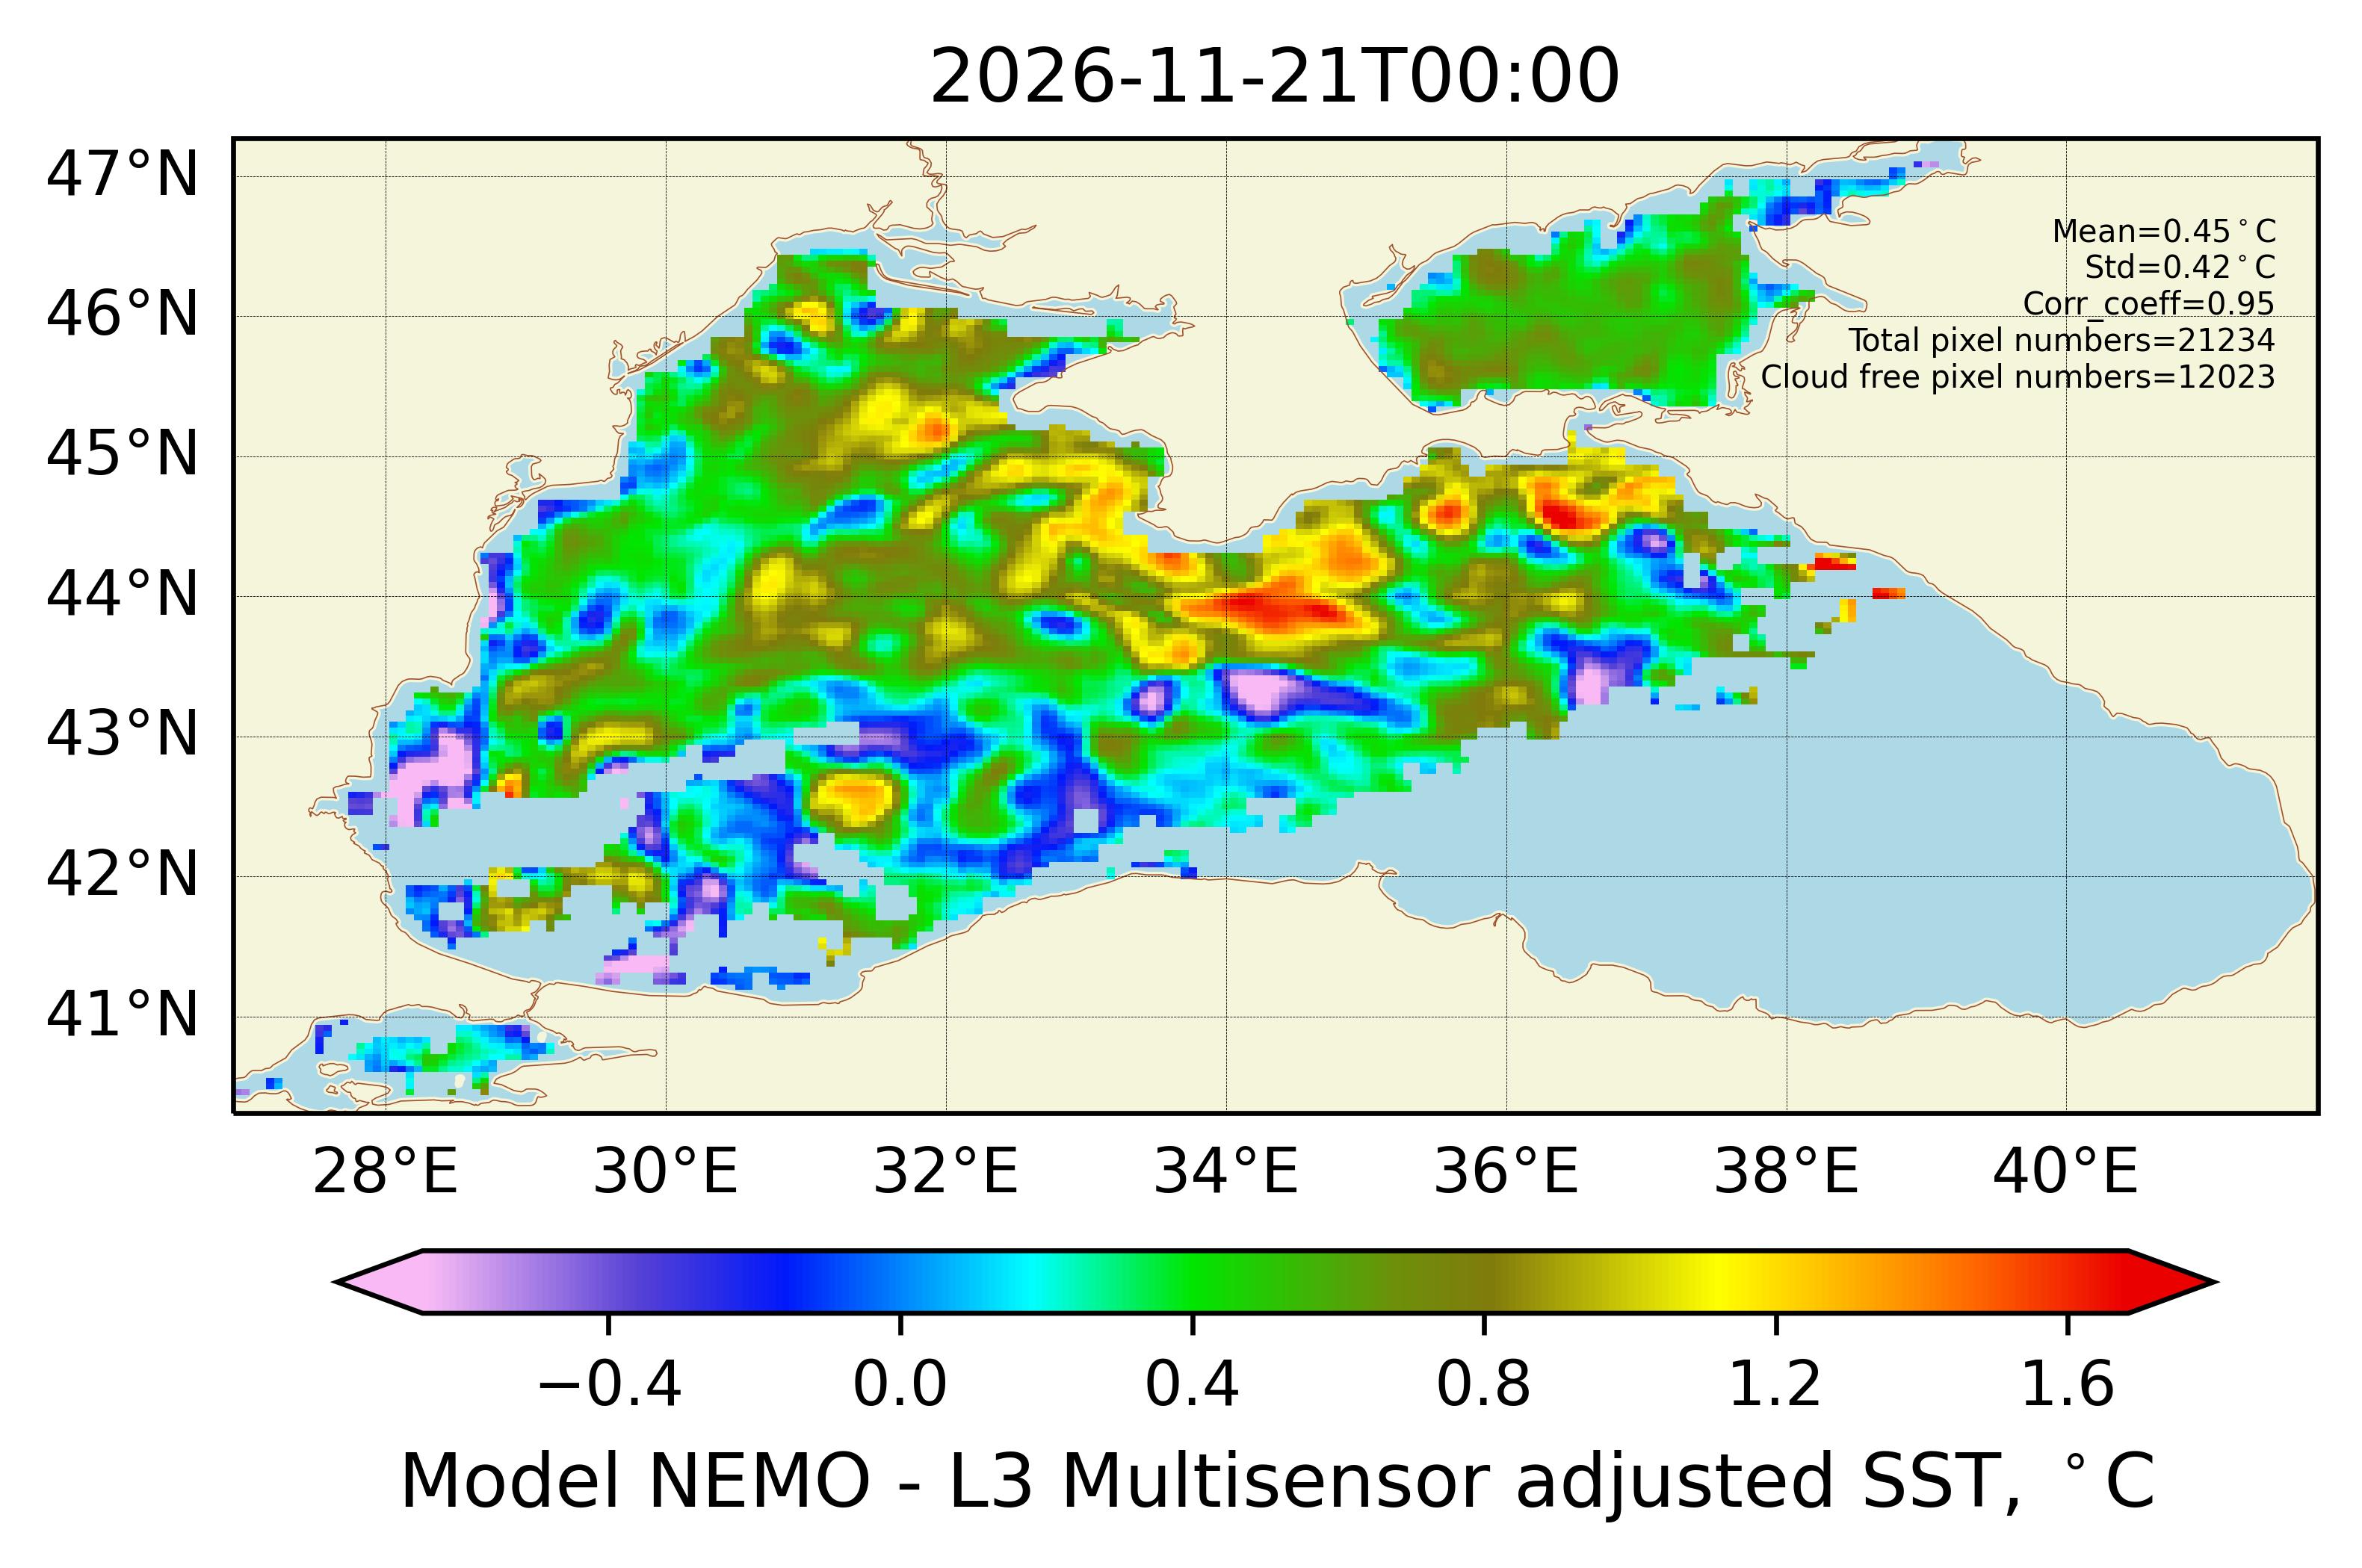 2026-11-21T00:00
47°N
46°N
45°N
44°N
43°N
42°N
41°N
Mean=0.45°C
Std=0.42°C
Corr_coeff=0.95
Total pixel numbers=21234
Cloud free pixel numbers=12023
28°E 30°E 32°E 34°E 36°E 38°E 40°E
−0.4 0.0 0.4 0.8 1.2 1.6
Model NEMO - L3 Multisensor adjusted SST, °C